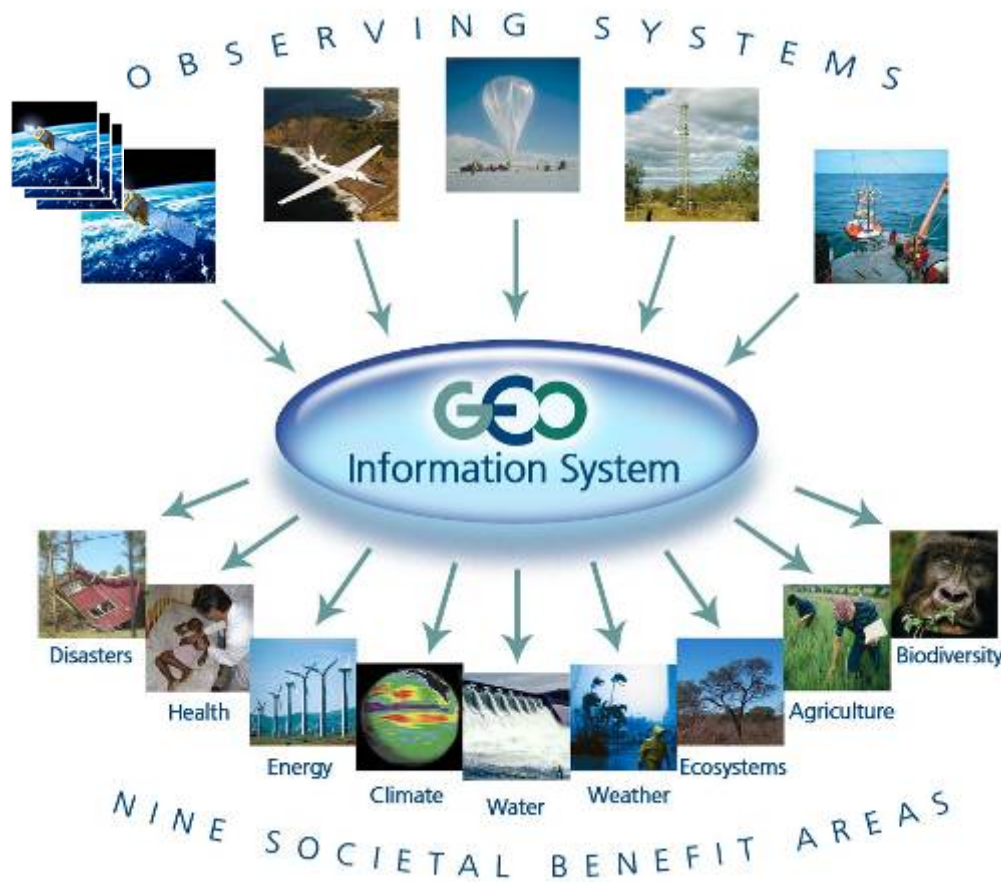 OBSERVING SYSTEMS
GEO
Information System
Disasters
Health
Energy
Climate
Water
Weather
Ecosystems
Agriculture
Biodiversity
NINE SOCIETAL BENEFIT AREAS